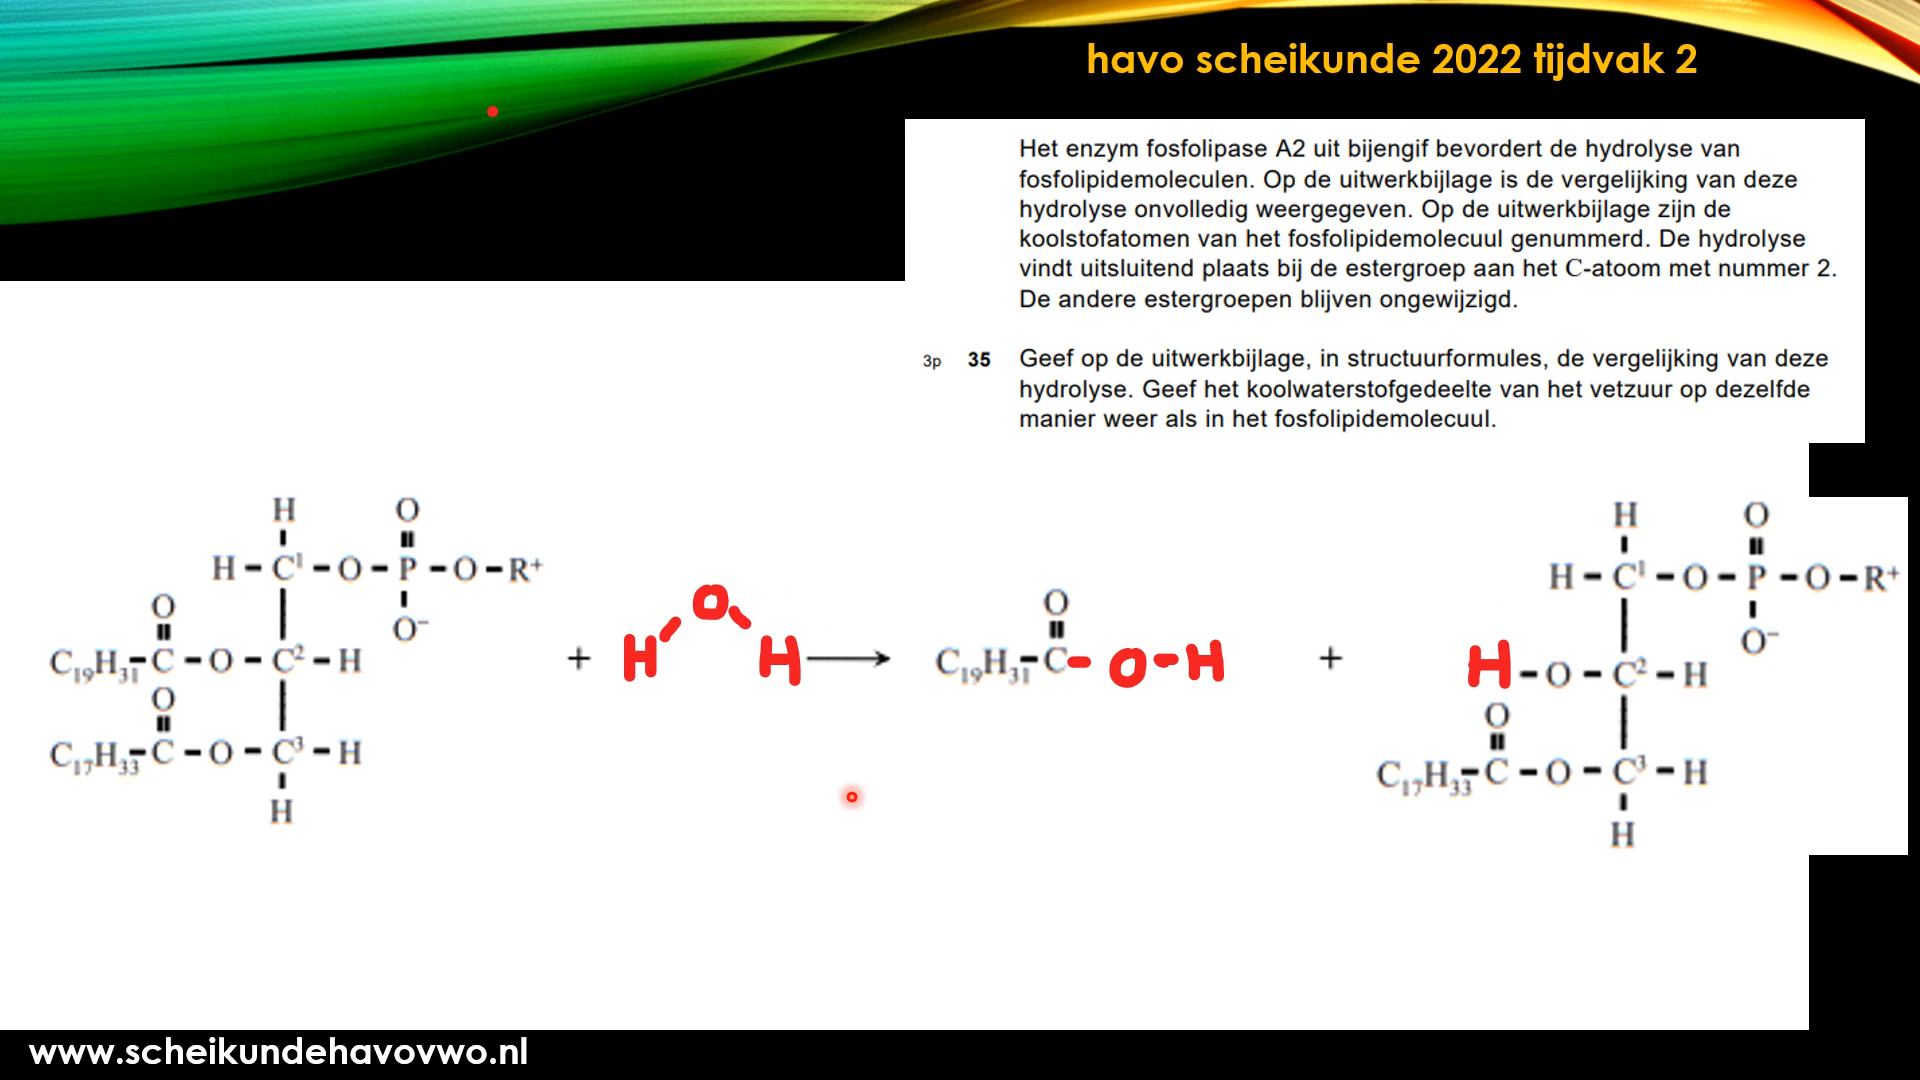 havo scheikunde 2022 tijdvak 2
Het enzym fosfolipase A2 uit bijengif bevordert de hydrolyse van
fosfolipidemoleculen. Op de uitwerkbijlage is de vergelijking van deze
hydrolyse onvolledig weergegeven. Op de uitwerkbijlage zijn de
koolstofatomen van het fosfolipidemolecuul genummerd. De hydrolyse
vindt uitsluitend plaats bij de estergroep aan het C-atoom met nummer 2.
De andere estergroepen blijven ongewijzigd.
3p 35 Geef op de uitwerkbijlage, in structuurformules, de vergelijking van deze
hydrolyse. Geef het koolwaterstofgedeelte van het vetzuur op dezelfde
manier weer als in het fosfolipidemolecuul.
H O
H-C¹-O-P-O-R⁺
O O⁻
C₁₉H₃₁-C-O-C²-H
O
C₁₇H₃₃-C-O-C³-H
H
+ H-O-H →
O
C₁₉H₃₁-C-O-H
+
H O
H-C¹-O-P-O-R⁺
O⁻
H-O-C²-H
O
C₁₇H₃₃-C-O-C³-H
H
www.scheikundehavovwo.nl